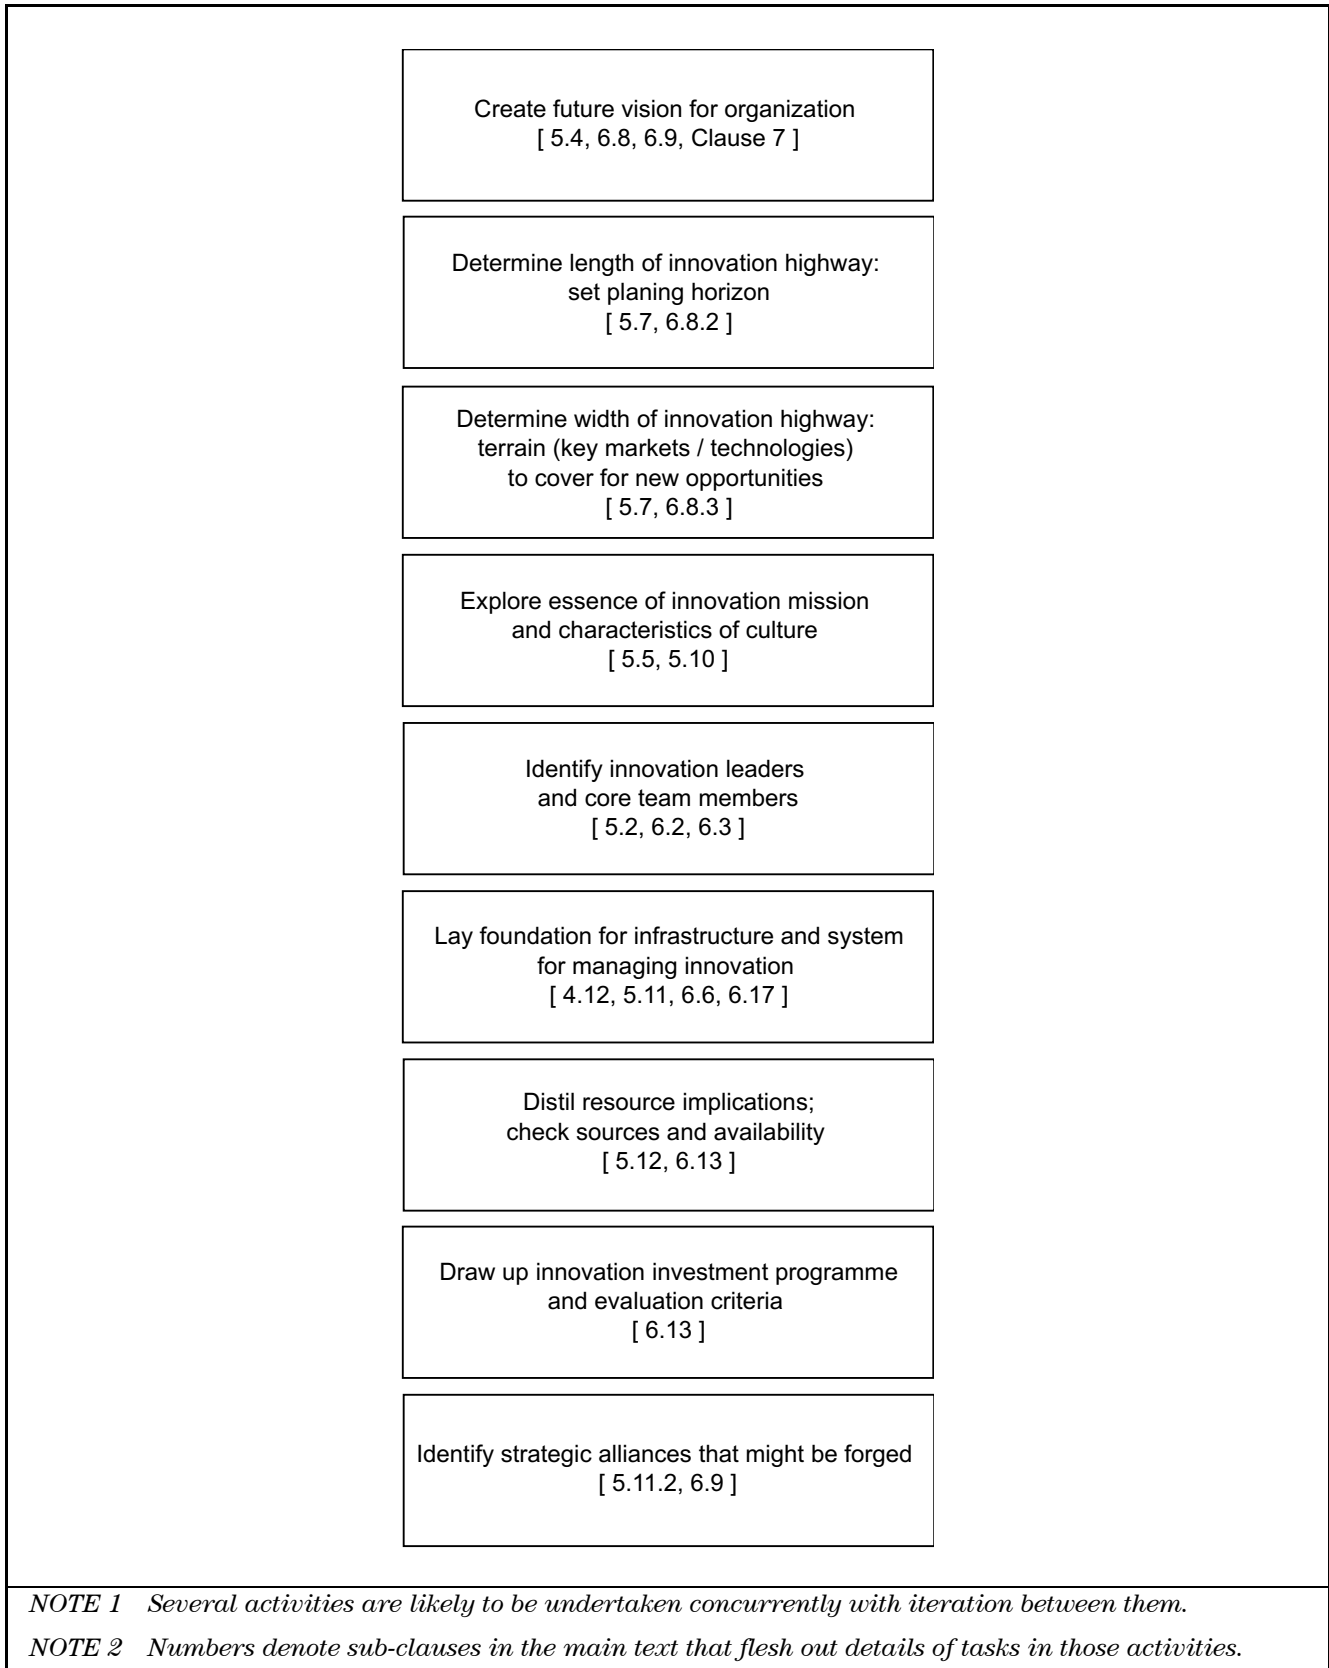 Create future vision for organization
[ 5.4, 6.8, 6.9, Clause 7 ]
Determine length of innovation highway:
set planing horizon
[ 5.7, 6.8.2 ]
Determine width of innovation highway:
terrain (key markets / technologies)
to cover for new opportunities
[ 5.7, 6.8.3 ]
Explore essence of innovation mission
and characteristics of culture
[ 5.5, 5.10 ]
Identify innovation leaders
and core team members
[ 5.2, 6.2, 6.3 ]
Lay foundation for infrastructure and system
for managing innovation
[ 4.12, 5.11, 6.6, 6.17 ]
Distil resource implications;
check sources and availability
[ 5.12, 6.13 ]
Draw up innovation investment programme
and evaluation criteria
[ 6.13 ]
Identify strategic alliances that might be forged
[ 5.11.2, 6.9 ]
NOTE 1 Several activities are likely to be undertaken concurrently with iteration between them.
NOTE 2 Numbers denote sub-clauses in the main text that flesh out details of tasks in those activities.